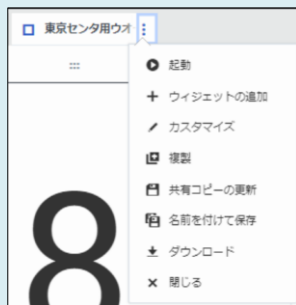 東京センタ用ウオ
起動
ウィジェットの追加
カスタマイズ
複製
共有コピーの更新
名前を付けて保存
ダウンロード
閉じる
8